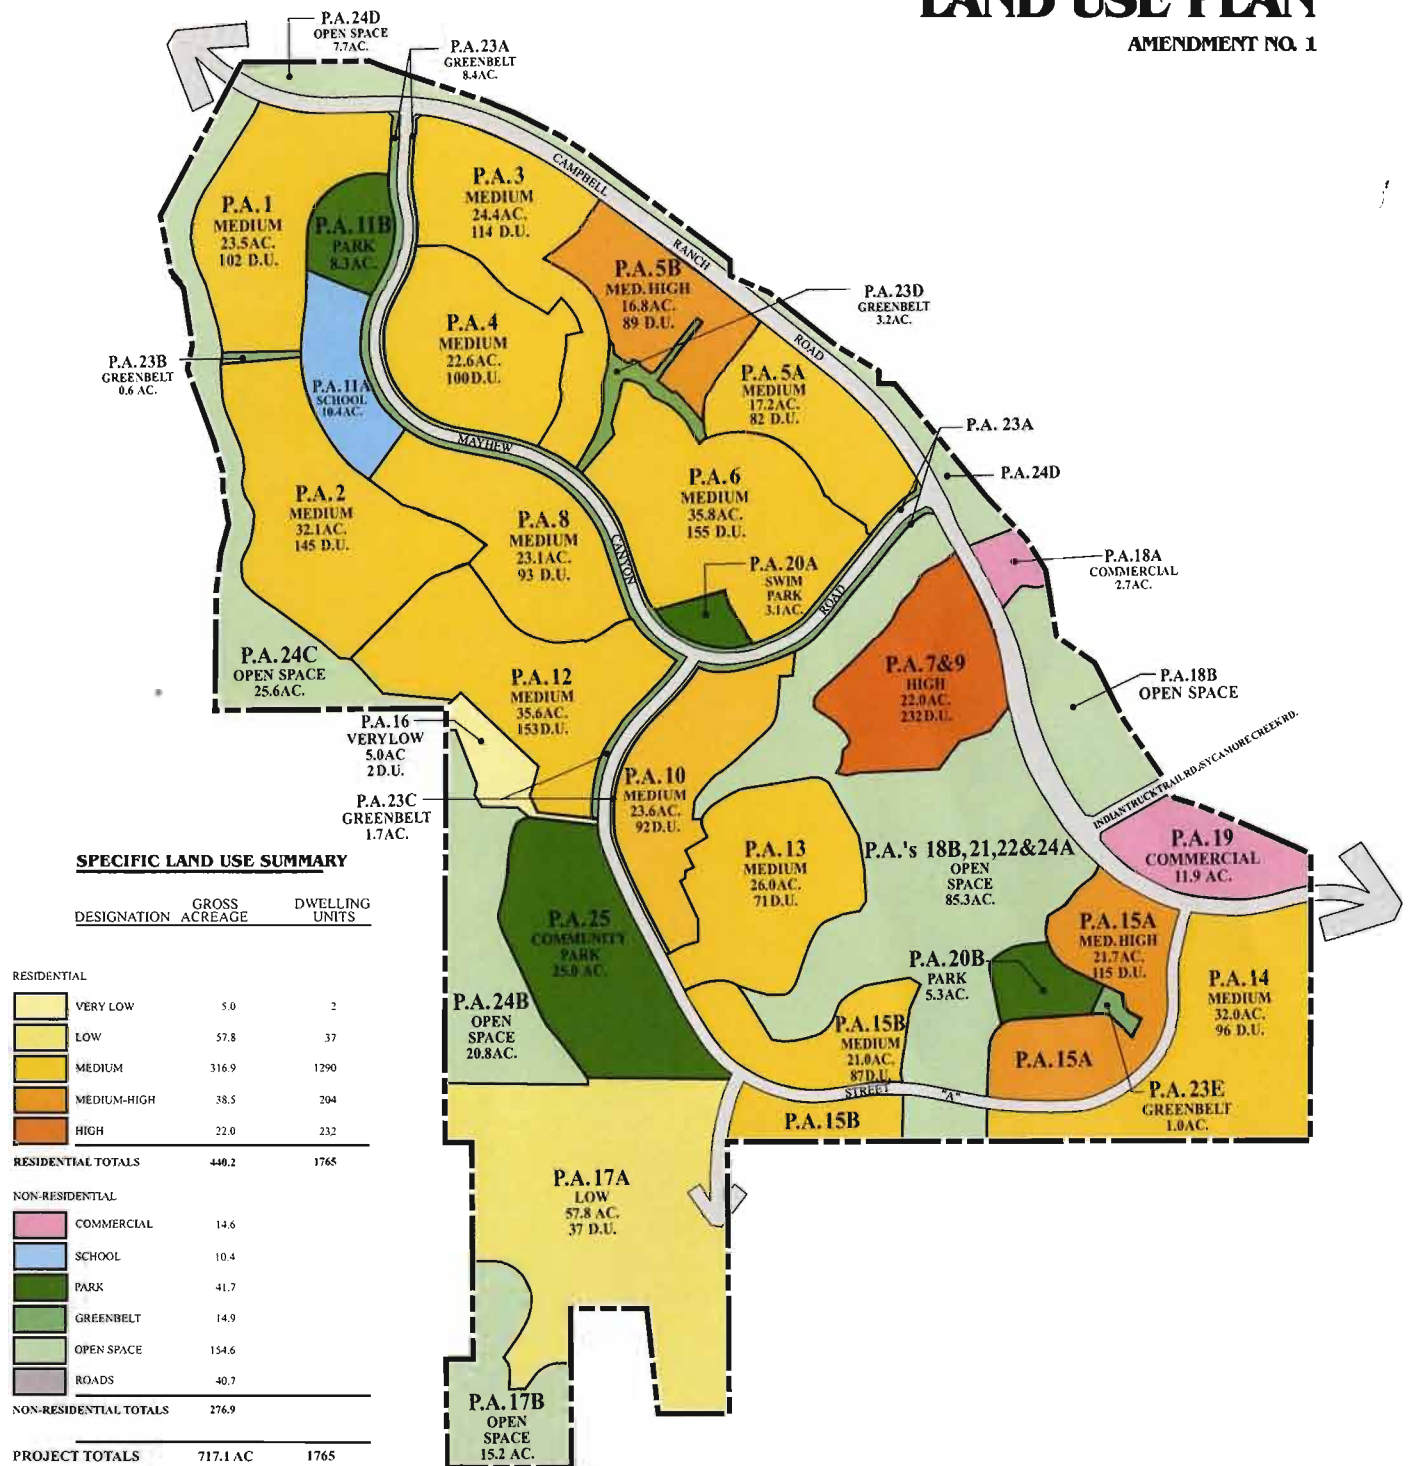 LAND USE PLAN
AMENDMENT NO. 1
P.A. 24D
OPEN SPACE
7.7AC.
P.A.23A
GREENBELT
8.4AC.
P.A. 1
MEDIUM
23.5AC.
102 D.U.
P.A. 11B
PARK
8.3AC.
P.A.3
MEDIUM
24.4AC.
114 D.U.
CAMPBELL
RANCH
ROAD
P.A.5B
MED.HIGH
16.8AC.
89 D.U.
P.A.23D
GREENBELT
3.2AC.
P.A.4
MEDIUM
22.6AC.
100D.U.
P.A.23B
GREENBELT
0.6 AC.
P.A.11A
SCHOOL
10.4AC.
P.A. 5A
MEDIUM
17.2AC.
82 D.U.
MAYHEW
CANYON
ROAD
P.A. 23A
P.A.24D
P.A.2
MEDIUM
32.1AC.
145 D.U.
P.A.8
MEDIUM
23.1AC.
93 D.U.
P.A.6
MEDIUM
35.8AC.
155 D.U.
P.A.20A
SWIM
PARK
3.1AC.
P.A.18A
COMMERCIAL
2.7AC.
P.A.24C
OPEN SPACE
25.6AC.
P.A.12
MEDIUM
35.6AC.
153D.U.
P.A. 7&9
HIGH
22.0AC.
232D.U.
P.A.18B
OPEN SPACE
P.A.16
VERYLOW
5.0AC
2D.U.
P.A.23C
GREENBELT
1.7AC.
P.A. 10
MEDIUM
23.6AC.
92D.U.
INDIANTRUCKTRAILRD./SYCAMORECREEKRD.
P.A. 13
MEDIUM
26.0AC.
71D.U.
P.A.'s 18B,21,22&24A
OPEN
SPACE
85.3AC.
P.A. 19
COMMERCIAL
11.9 AC.
P.A.25
COMMUNITY
PARK
25.0 AC.
P.A.15A
MED.HIGH
21.7AC.
115 D.U.
P.A.20B
PARK
5.3AC.
P.A. 14
MEDIUM
32.0AC.
96 D.U.
P.A.24B
OPEN
SPACE
20.8AC.
P.A.15B
MEDIUM
21.0AC.
87D.U.
P.A.15A
STREET "A"
P.A.23E
GREENBELT
1.0AC.
P.A.15B
P.A. 17A
LOW
57.8 AC.
37 D.U.
P.A. 17B
OPEN
SPACE
15.2 AC.
SPECIFIC LAND USE SUMMARY
DESIGNATION GROSS ACREAGE DWELLING UNITS
RESIDENTIAL
VERY LOW 5.0 2
LOW 57.8 37
MEDIUM 316.9 1290
MEDIUM-HIGH 38.5 204
HIGH 22.0 232
RESIDENTIAL TOTALS 440.2 1765
NON-RESIDENTIAL
COMMERCIAL 14.6
SCHOOL 10.4
PARK 41.7
GREENBELT 14.9
OPEN SPACE 154.6
ROADS 40.7
NON-RESIDENTIAL TOTALS 276.9
PROJECT TOTALS 717.1 AC 1765